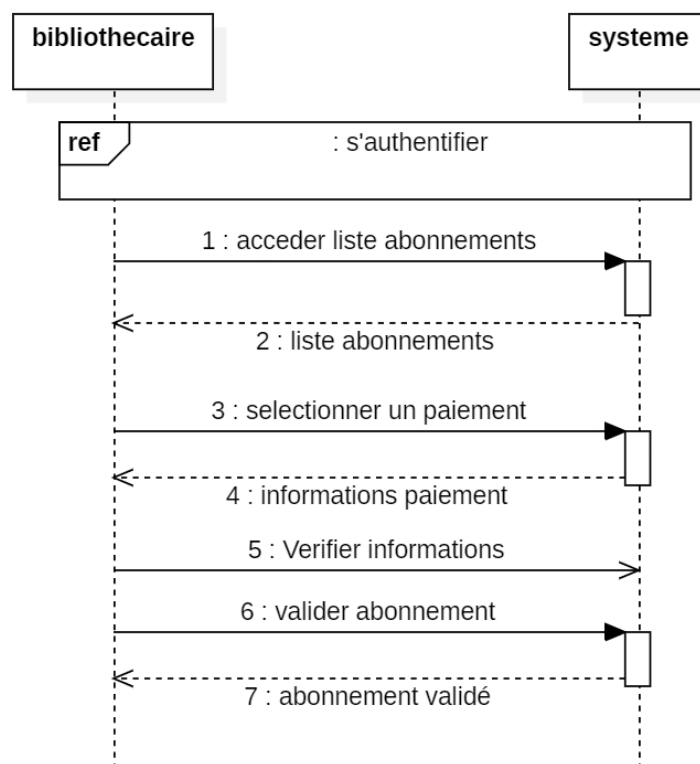 bibliothecaire
systeme
ref
: s'authentifier
1 : acceder liste abonnements
2 : liste abonnements
3 : selectionner un paiement
4 : informations paiement
5 : Verifier informations
6 : valider abonnement
7 : abonnement validé